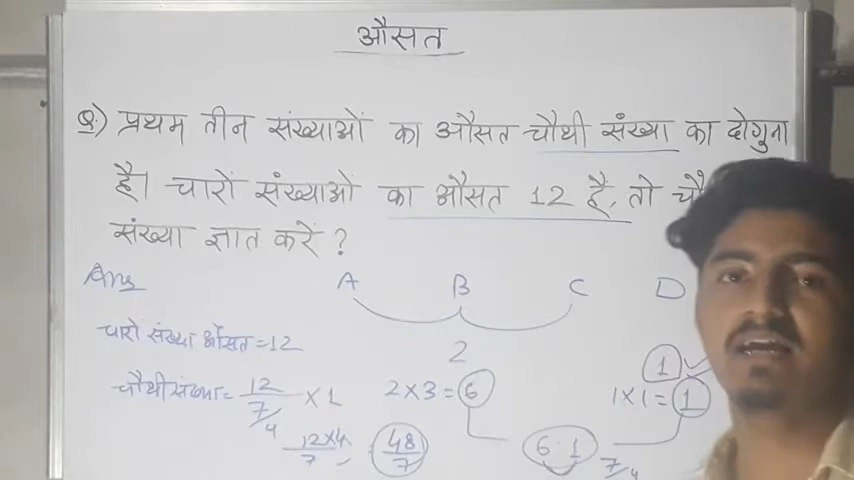 औसत
Q) प्रथम तीन संख्याओं का औसत चौथी संख्या का दोगुना
है। चारों संख्याओं का औसत 12 है, तो
संख्या ज्ञात करें ?
Ans
A B C D
चारो संख्या औसत = 12
2
1
चौथी संख्या = 12 / 7/4 × 1
2×3 = 6
1×1 = 1
12×4 / 7
48/7
6 1
7/4